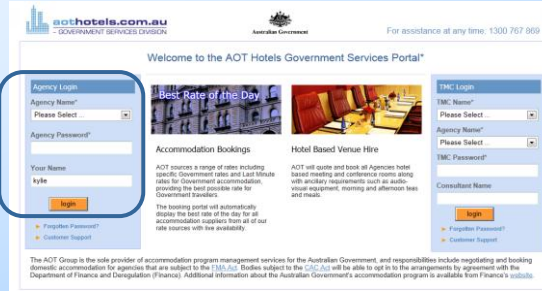 aothotels.com.au
- GOVERNMENT SERVICES DIVISION
Australian Government
For assistance at any time: 1300 767 869
Welcome to the AOT Hotels Government Services Portal*
Agency Login
Agency Name*
Please Select ...
Agency Password*
Your Name
kylie
login
Forgotten Password?
Customer Support
Best Rate of the Day
Accommodation Bookings
AOT sources a range of rates including
specific Government rates and Last Minute
rates for Government accommodation,
providing the best possible rate for
Government travellers.
The booking portal will automatically
display the best rate of the day for all
accommodation suppliers from all of our
rate sources with live availability.
Hotel Based Venue Hire
AOT will quote and book all Agencies hotel
based meeting and conference rooms along
with ancillary requirements such as audio-
visual equipment, morning and afternoon teas
and meals.
TMC Login
TMC Name*
Please Select ...
Agency Name*
Please Select ...
TMC Password*
Consultant Name
login
Forgotten Password?
Customer Support
The AOT Group is the sole provider of accommodation program management services for the Australian Government, and responsibilities include negotiating and booking
domestic accommodation for agencies that are subject to the FMA Act. Bodies subject to the CAC Act will be able to opt in to the arrangements by agreement with the
Department of Finance and Deregulation (Finance). Additional information about the Australian Government's accommodation program is available from Finance's website.